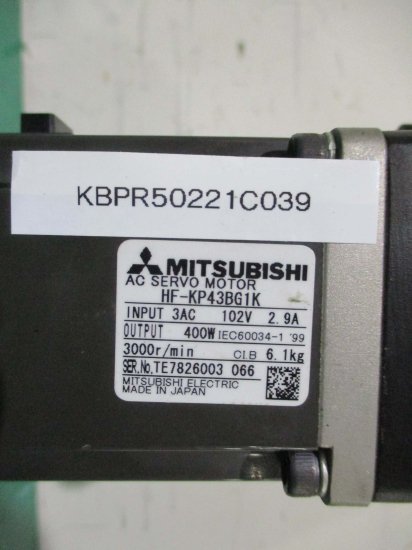 KBPR50221C039
MITSUBISHI
AC SERVO MOTOR
HF-KP43BG1K
INPUT 3AC 102V 2.9A
OUTPUT 400W IEC60034-1 '99
3000r/min Cl.B 6.1kg
SER.No.TE7826003 066
MITSUBISHI ELECTRIC
MADE IN JAPAN